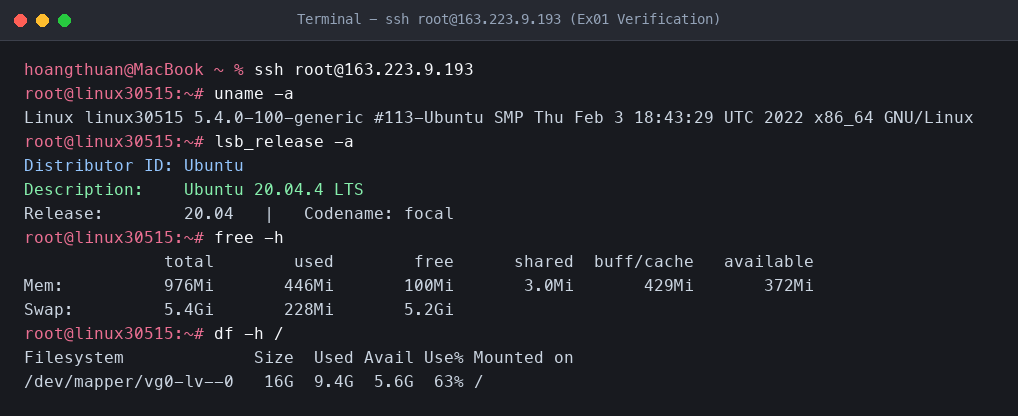 Terminal — ssh root@163.223.9.193 (Ex01 Verification)
hoangthuan@MacBook ~ % ssh root@163.223.9.193
root@linux30515:~# uname -a
Linux linux30515 5.4.0-100-generic #113-Ubuntu SMP Thu Feb 3 18:43:29 UTC 2022 x86_64 GNU/Linux
root@linux30515:~# lsb_release -a
Distributor ID: Ubuntu
Description:    Ubuntu 20.04.4 LTS
Release:        20.04   |   Codename: focal
root@linux30515:~# free -h
              total        used        free      shared  buff/cache   available
Mem:          976Mi       446Mi       100Mi       3.0Mi       429Mi       372Mi
Swap:         5.4Gi       228Mi       5.2Gi
root@linux30515:~# df -h /
Filesystem             Size  Used Avail Use% Mounted on
/dev/mapper/vg0-lv--0   16G  9.4G  5.6G  63% /